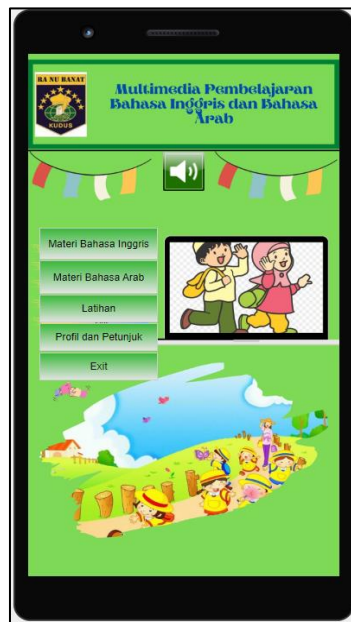 RA NU BANAT
KUDUS
Multimedia Pembelajaran
Bahasa Inggris dan Bahasa
Arab
Materi Bahasa Inggris
Materi Bahasa Arab
Latihan
Profil dan Petunjuk
Exit